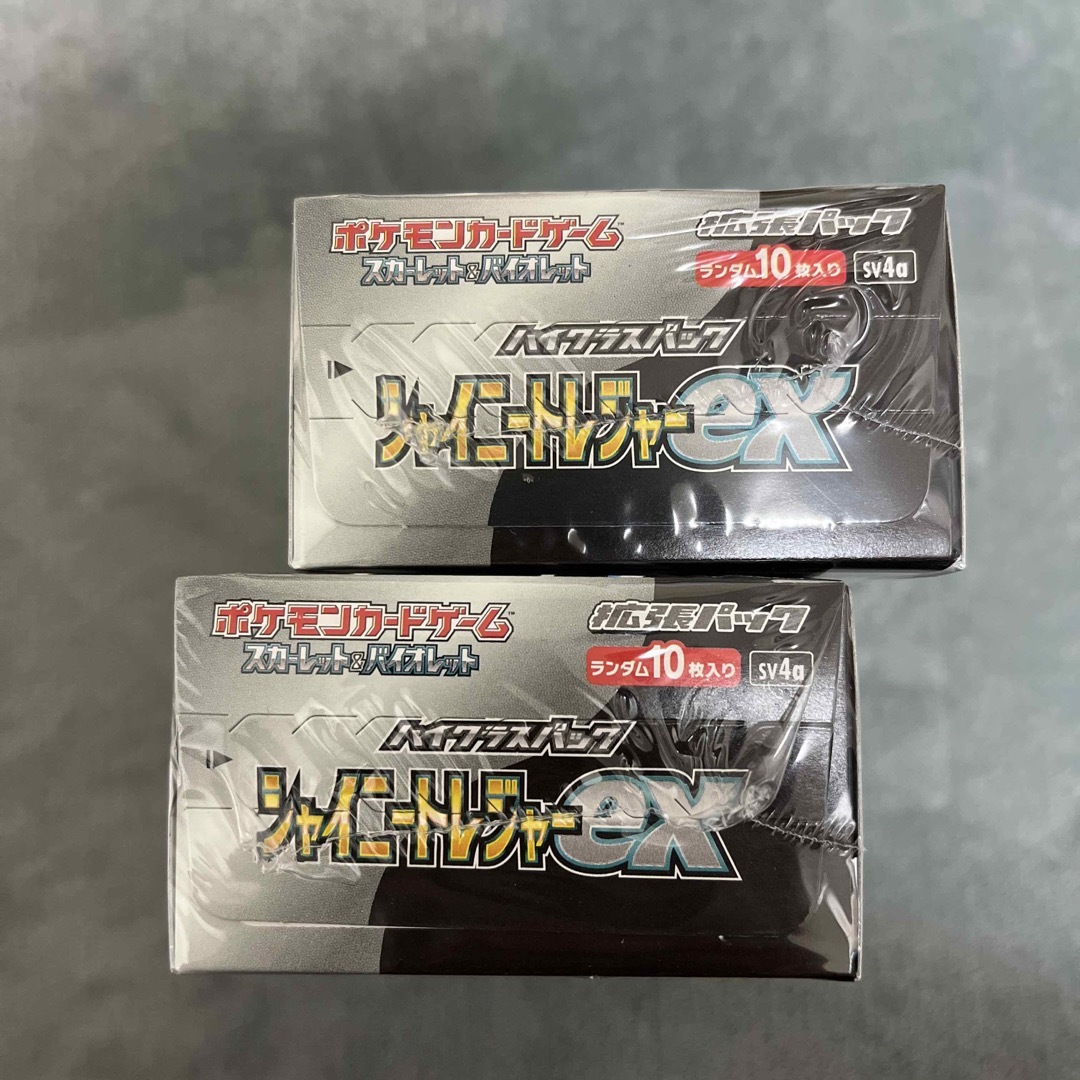 ポケモンカードゲーム™
スカーレット&バイオレット
拡張パック
ランダム10枚入り
sv4a
ハイクラスパック
シャイニートレジャーex
ポケモンカードゲーム™
スカーレット&バイオレット
拡張パック
ランダム10枚入り
sv4a
ハイクラスパック
シャイニートレジャーex